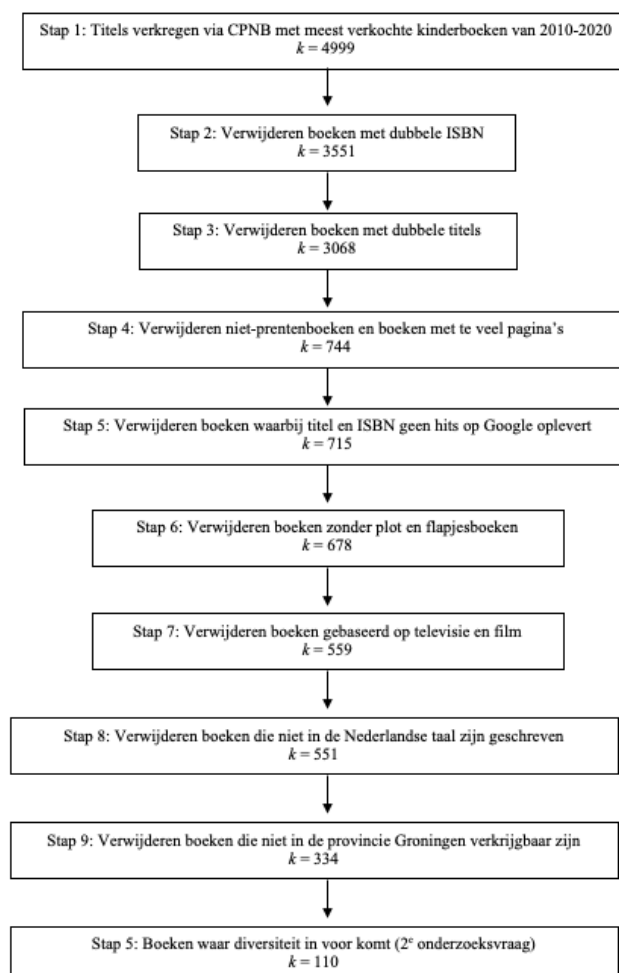 Stap 1: Titels verkregen via CPNB met meest verkochte kinderboeken van 2010-2020
k = 4999
Stap 2: Verwijderen boeken met dubbele ISBN
k = 3551
Stap 3: Verwijderen boeken met dubbele titels
k = 3068
Stap 4: Verwijderen niet-prentenboeken en boeken met te veel pagina's
k = 744
Stap 5: Verwijderen boeken waarbij titel en ISBN geen hits op Google oplevert
k = 715
Stap 6: Verwijderen boeken zonder plot en flapjesboeken
k = 678
Stap 7: Verwijderen boeken gebaseerd op televisie en film
k = 559
Stap 8: Verwijderen boeken die niet in de Nederlandse taal zijn geschreven
k = 551
Stap 9: Verwijderen boeken die niet in de provincie Groningen verkrijgbaar zijn
k = 334
Stap 5: Boeken waar diversiteit in voor komt (2e onderzoeksvraag)
k = 110